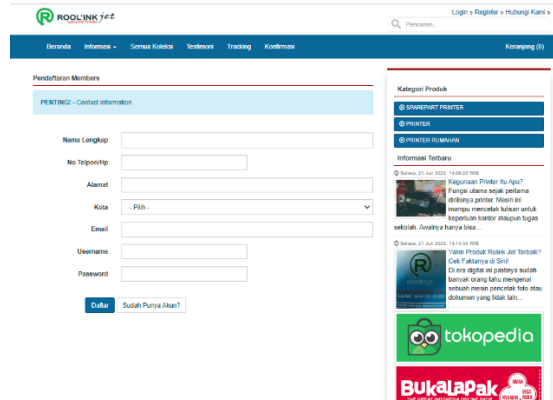 ROOL'INK jet
Login » Register » Hubungi Kami »
Pencarian...
Beranda Informasi Semua Koleksi Testimoni Tracking Konfirmasi Keranjang (0)
Pendaftaran Members
PENTING! - Contact Information
Nama Lengkap
No Telpon/Hp
Alamat
Kota - Pilih -
Email
Username
Password
Daftar Sudah Punya Akun?
Kategori Produk
SPAREPART PRINTER
PRINTER
PRINTER RUMAHAN
Informasi Terbaru
Selasa, 21 Jun 2022, 14:09:22 WIB
Kegunaan Printer Itu Apa?
Fungsi utama sejak pertama
dirilisnya printer. Mesin ini
mampu mencetak tulisan untuk
keperluan kantor ataupun tugas
sekolah. Awalnya hanya bisa...
Selasa, 21 Jun 2022, 14:14:34 WIB
Yakin Produk Rolink Jet Terbaik?
Cek Faktanya di Sini!
Di era digital ini pastinya sudah
banyak orang tahu mengenai
sebuah mesin pencetak foto atau
dokumen yang tidak lain...
tokopedia
BukaLapak